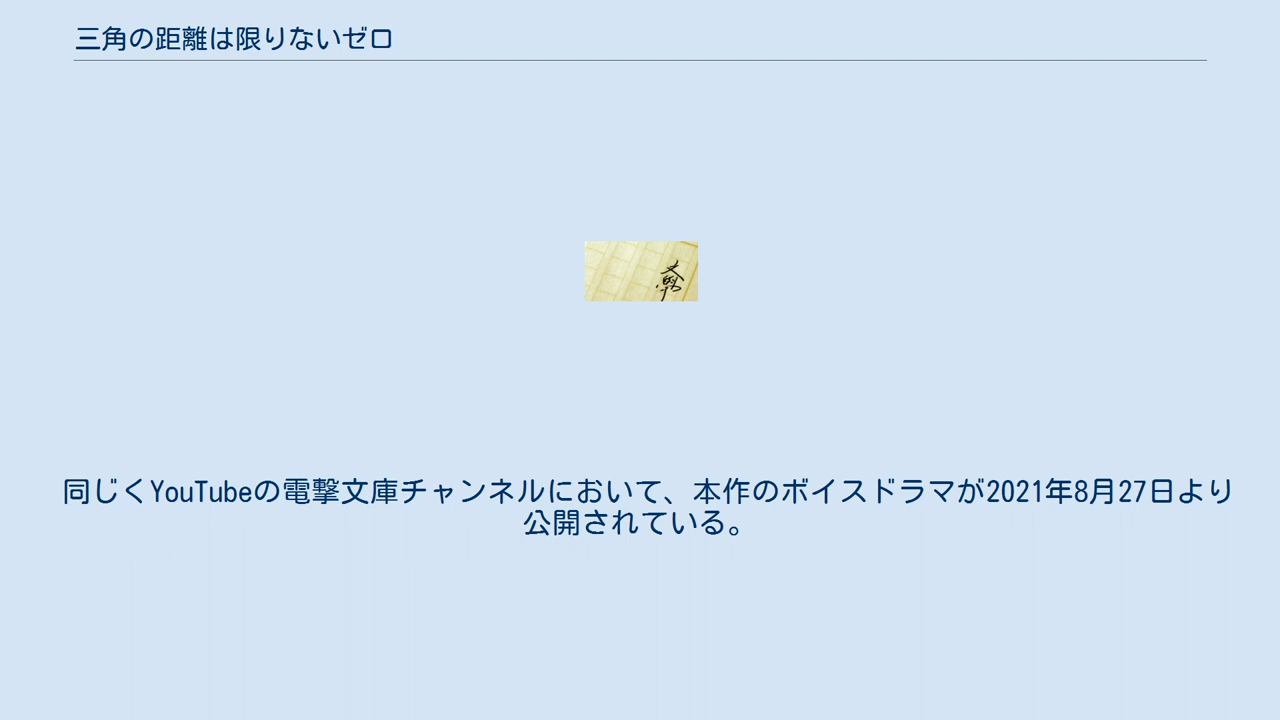 三角の距離は限りないゼロ
同じくYouTubeの電撃文庫チャンネルにおいて、本作のボイスドラマが2021年8月27日より
公開されている。